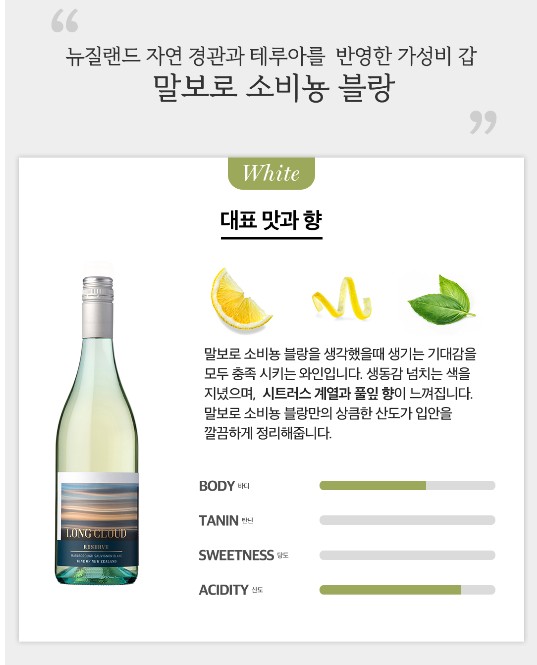 뉴질랜드 자연 경관과 테루아를 반영한 가성비 갑
말보로 소비뇽 블랑
White
대표 맛과 향
말보로 소비뇽 블랑을 생각했을때 생기는 기대감을
모두 충족 시키는 와인입니다. 생동감 넘치는 색을
지녔으며, 시트러스 계열과 풀잎 향이 느껴집니다.
말보로 소비뇽 블랑만의 상큼한 산도가 입안을
깔끔하게 정리해줍니다.
LONG CLOUD
RESERVE
MARLBOROUGH SAUVIGNON BLANC
WINE OF NEW ZEALAND
BODY 바디
TANIN 탄닌
SWEETNESS 당도
ACIDITY 산도